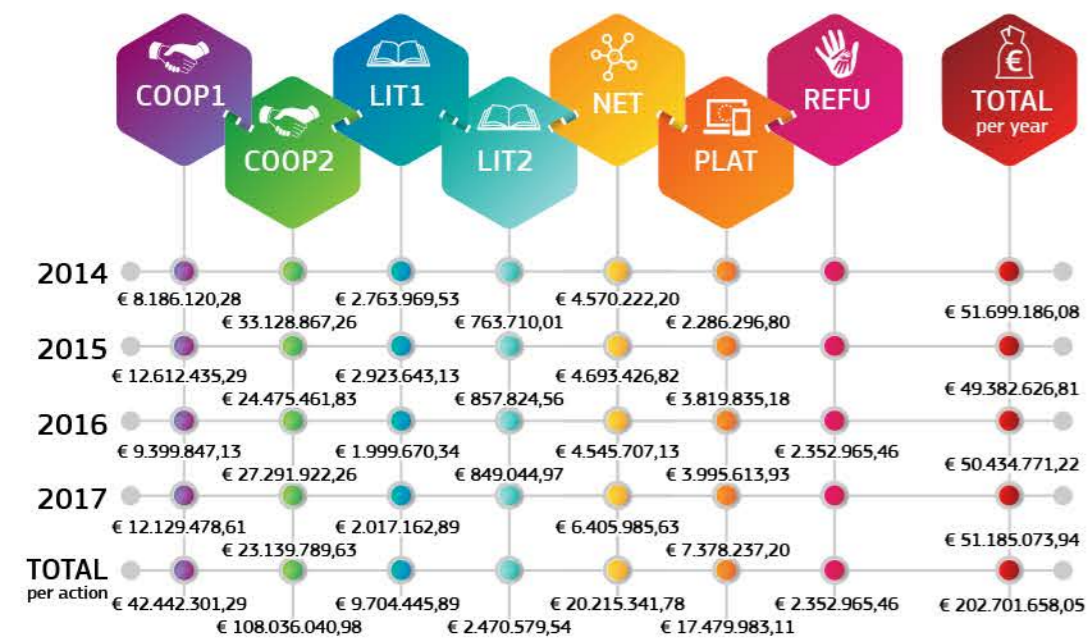 COOP1
COOP2
LIT1
LIT2
NET
PLAT
REFU
€
TOTAL
per year
2014
€ 8.186.120,28 € 2.763.969,53 € 4.570.222,20
€ 33.128.867,26 € 763.710,01 € 2.286.296,80 € 51.699.186,08
2015
€ 12.612.435,29 € 2.923.643,13 € 4.693.426,82
€ 24.475.461,83 € 857.824,56 € 3.819.835,18 € 49.382.626,81
2016
€ 9.399.847,13 € 1.999.670,34 € 4.545.707,13 € 2.352.965,46
€ 27.291.922,26 € 849.044,97 € 3.995.613,93 € 50.434.771,22
2017
€ 12.129.478,61 € 2.017.162,89 € 6.405.985,63
€ 23.139.789,63 € 7.378.237,20 € 51.185.073,94
TOTAL
per action
€ 42.442.301,29 € 9.704.445,89 € 20.215.341,78 € 2.352.965,46 € 202.701.658,05
€ 108.036.040,98 € 2.470.579,54 € 17.479.983,11